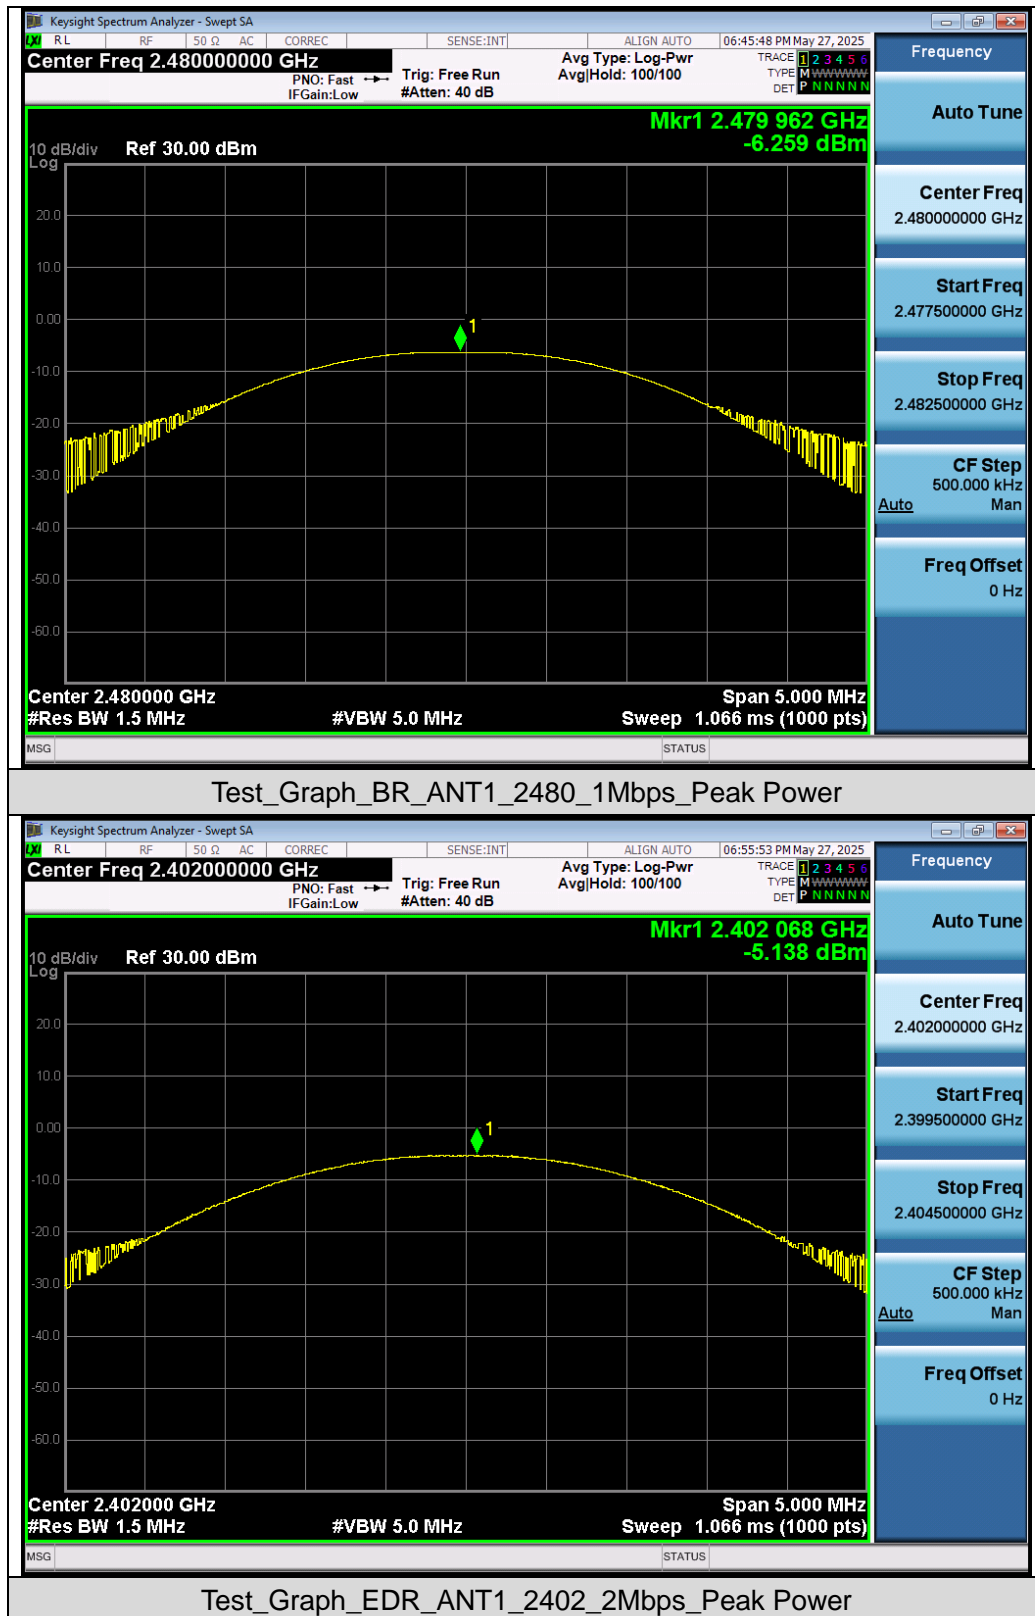 Keysight Spectrum Analyzer - Swept SA
LXI RL RF 50 Ω AC CORREC SENSE:INT ALIGN AUTO 06:45:48 PM May 27, 2025
Center Freq 2.480000000 GHz
PNO: Fast
IFGain:Low
Trig: Free Run
#Atten: 40 dB
Avg Type: Log-Pwr
Avg|Hold: 100/100
TRACE 1 2 3 4 5 6
TYPE M WWWWW
DET P N N N N N
Mkr1 2.479 962 GHz
-6.259 dBm
10 dB/div Ref 30.00 dBm
Log
20.0
10.0
0.00
1
-10.0
-20.0
-30.0
-40.0
-50.0
-60.0
Center 2.480000 GHz Span 5.000 MHz
#Res BW 1.5 MHz #VBW 5.0 MHz Sweep 1.066 ms (1000 pts)
MSG STATUS
Frequency
Auto Tune
Center Freq
2.480000000 GHz
Start Freq
2.477500000 GHz
Stop Freq
2.482500000 GHz
CF Step
500.000 kHz
Auto Man
Freq Offset
0 Hz
Test_Graph_BR_ANT1_2480_1Mbps_Peak Power
Keysight Spectrum Analyzer - Swept SA
LXI RL RF 50 Ω AC CORREC SENSE:INT ALIGN AUTO 06:55:53 PM May 27, 2025
Center Freq 2.402000000 GHz
PNO: Fast
IFGain:Low
Trig: Free Run
#Atten: 40 dB
Avg Type: Log-Pwr
Avg|Hold: 100/100
TRACE 1 2 3 4 5 6
TYPE M WWWWW
DET P N N N N N
Mkr1 2.402 068 GHz
-5.138 dBm
10 dB/div Ref 30.00 dBm
Log
20.0
10.0
0.00
1
-10.0
-20.0
-30.0
-40.0
-50.0
-60.0
Center 2.402000 GHz Span 5.000 MHz
#Res BW 1.5 MHz #VBW 5.0 MHz Sweep 1.066 ms (1000 pts)
MSG STATUS
Frequency
Auto Tune
Center Freq
2.402000000 GHz
Start Freq
2.399500000 GHz
Stop Freq
2.404500000 GHz
CF Step
500.000 kHz
Auto Man
Freq Offset
0 Hz
Test_Graph_EDR_ANT1_2402_2Mbps_Peak Power